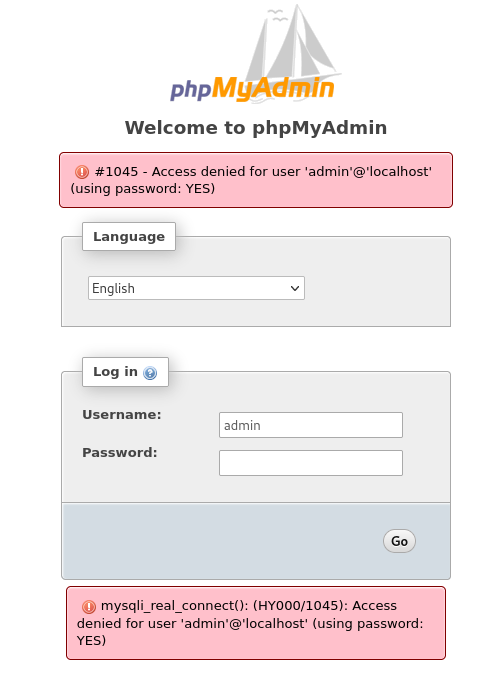 phpMyAdmin
Welcome to phpMyAdmin
#1045 - Access denied for user 'admin'@'localhost'
(using password: YES)
Language
English
Log in
Username:
admin
Password:
Go
mysqli_real_connect(): (HY000/1045): Access
denied for user 'admin'@'localhost' (using password:
YES)